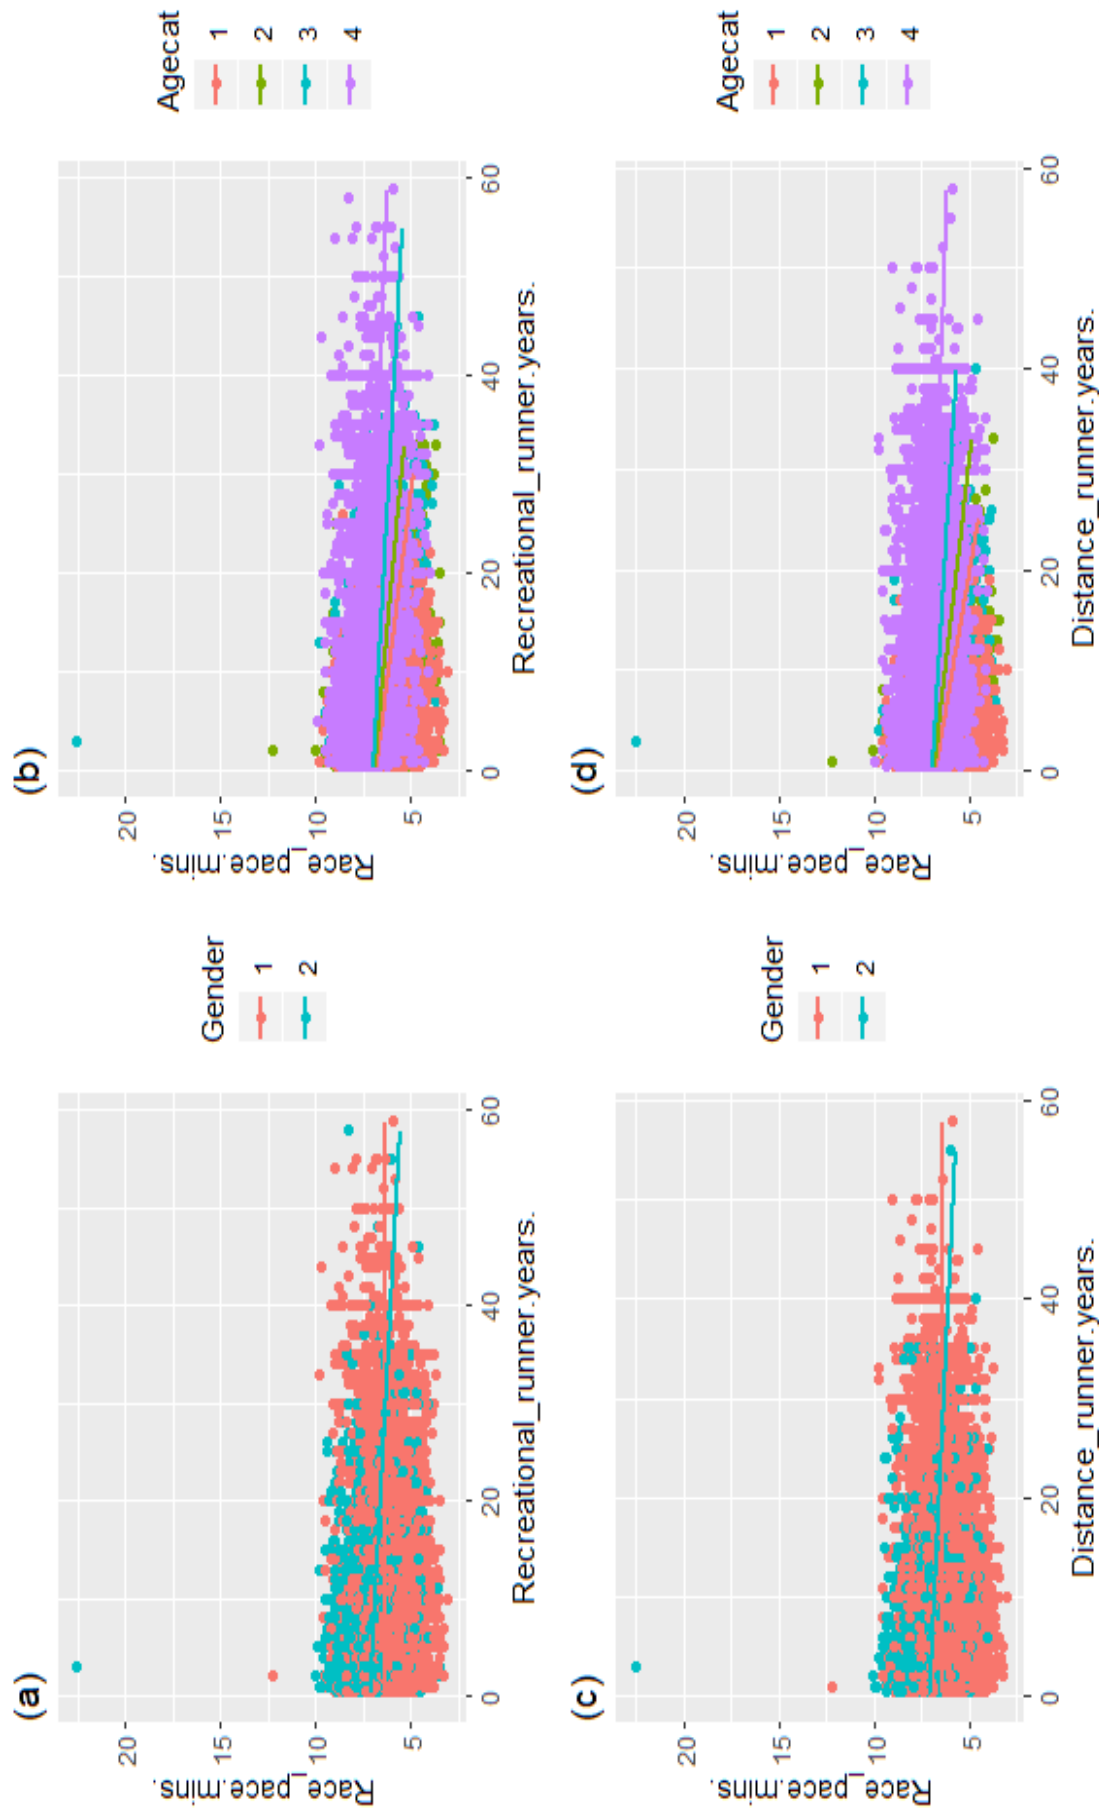 (a)
Race_pace.mins.
20
15
10
5
0
20
40
60
Recreational_runner.years.
Gender
1
2
(b)
Race_pace.mins.
20
15
10
5
0
20
40
60
Recreational_runner.years.
Agecat
1
2
3
4
(c)
Race_pace.mins.
20
15
10
5
0
20
40
60
Distance_runner.years.
Gender
1
2
(d)
Race_pace.mins.
20
15
10
5
0
20
40
60
Distance_runner.years.
Agecat
1
2
3
4